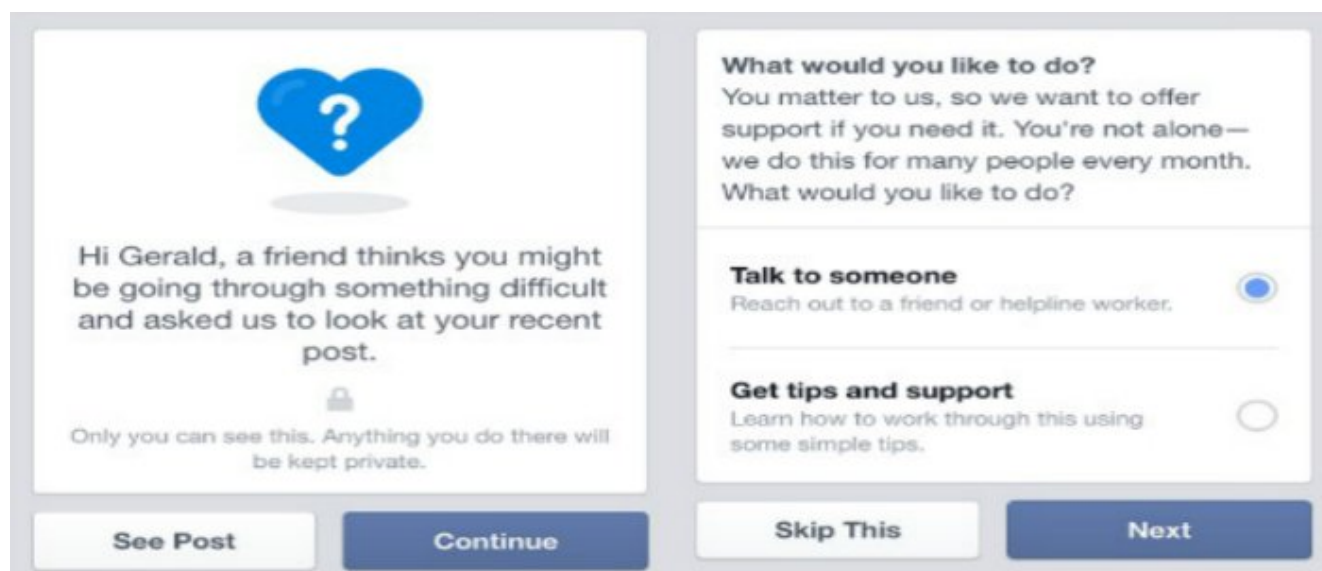 ?
Hi Gerald, a friend thinks you might
be going through something difficult
and asked us to look at your recent
post.
Only you can see this. Anything you do there will
be kept private.
See Post
Continue
What would you like to do?
You matter to us, so we want to offer
support if you need it. You're not alone—
we do this for many people every month.
What would you like to do?
Talk to someone
Reach out to a friend or helpline worker.
Get tips and support
Learn how to work through this using
some simple tips.
Skip This
Next